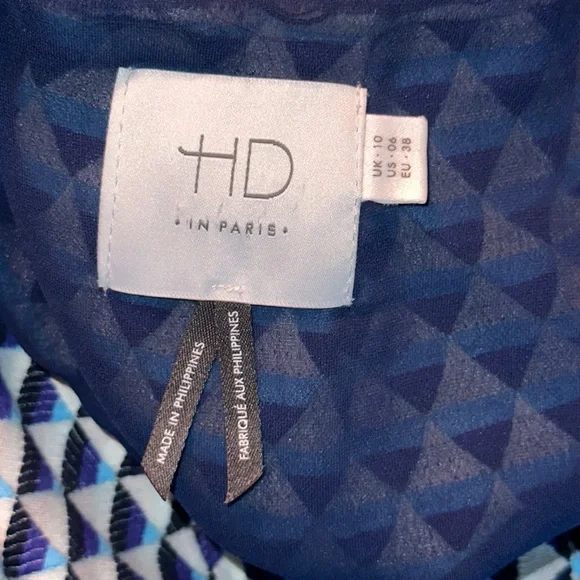 HD
• IN PARIS •
UK • 10
US • 06
EU • 38
MADE IN PHILIPPINES
FABRIQUÉ AUX PHILIPPINES